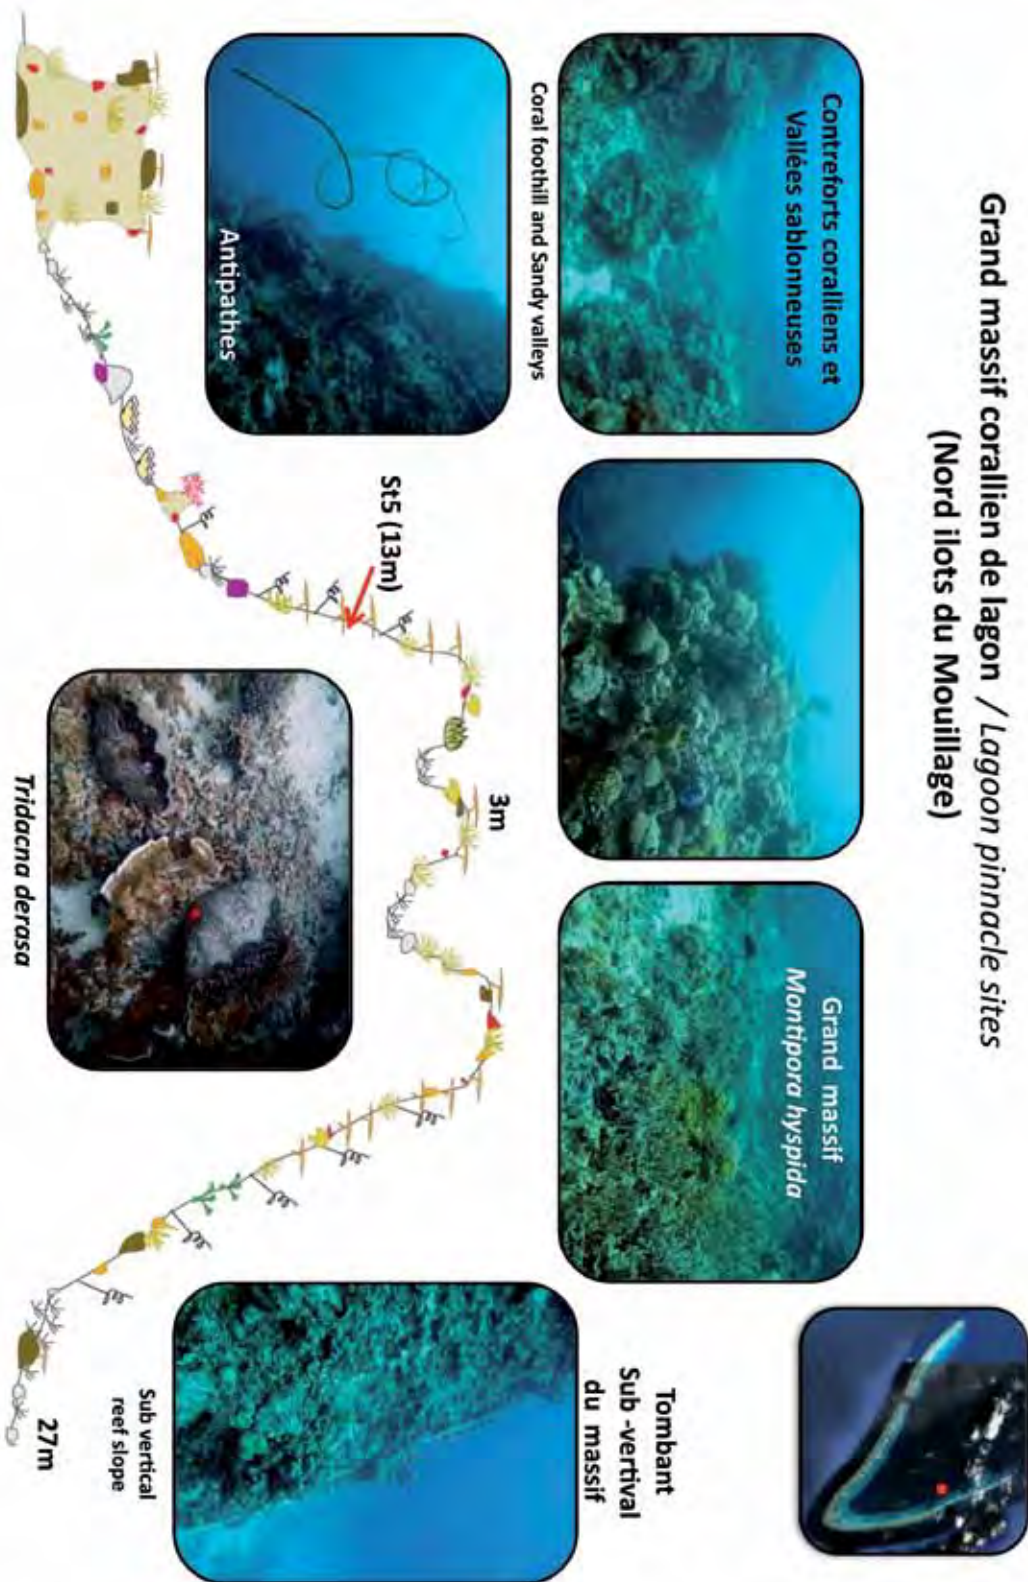 Grand massif corallien de lagon / Lagoon pinnacle sites
(Nord ilots du Mouillage)
Contreforts coralliens et
Vallées sablonneuses
Grand massif
Montipora hyspida
Coral foothill and Sandy valleys
Antipathes
St5 (13m)
3m
Tridacna derasa
Tombant
Sub -vertival
du massif
Sub vertical
reef slope
27m